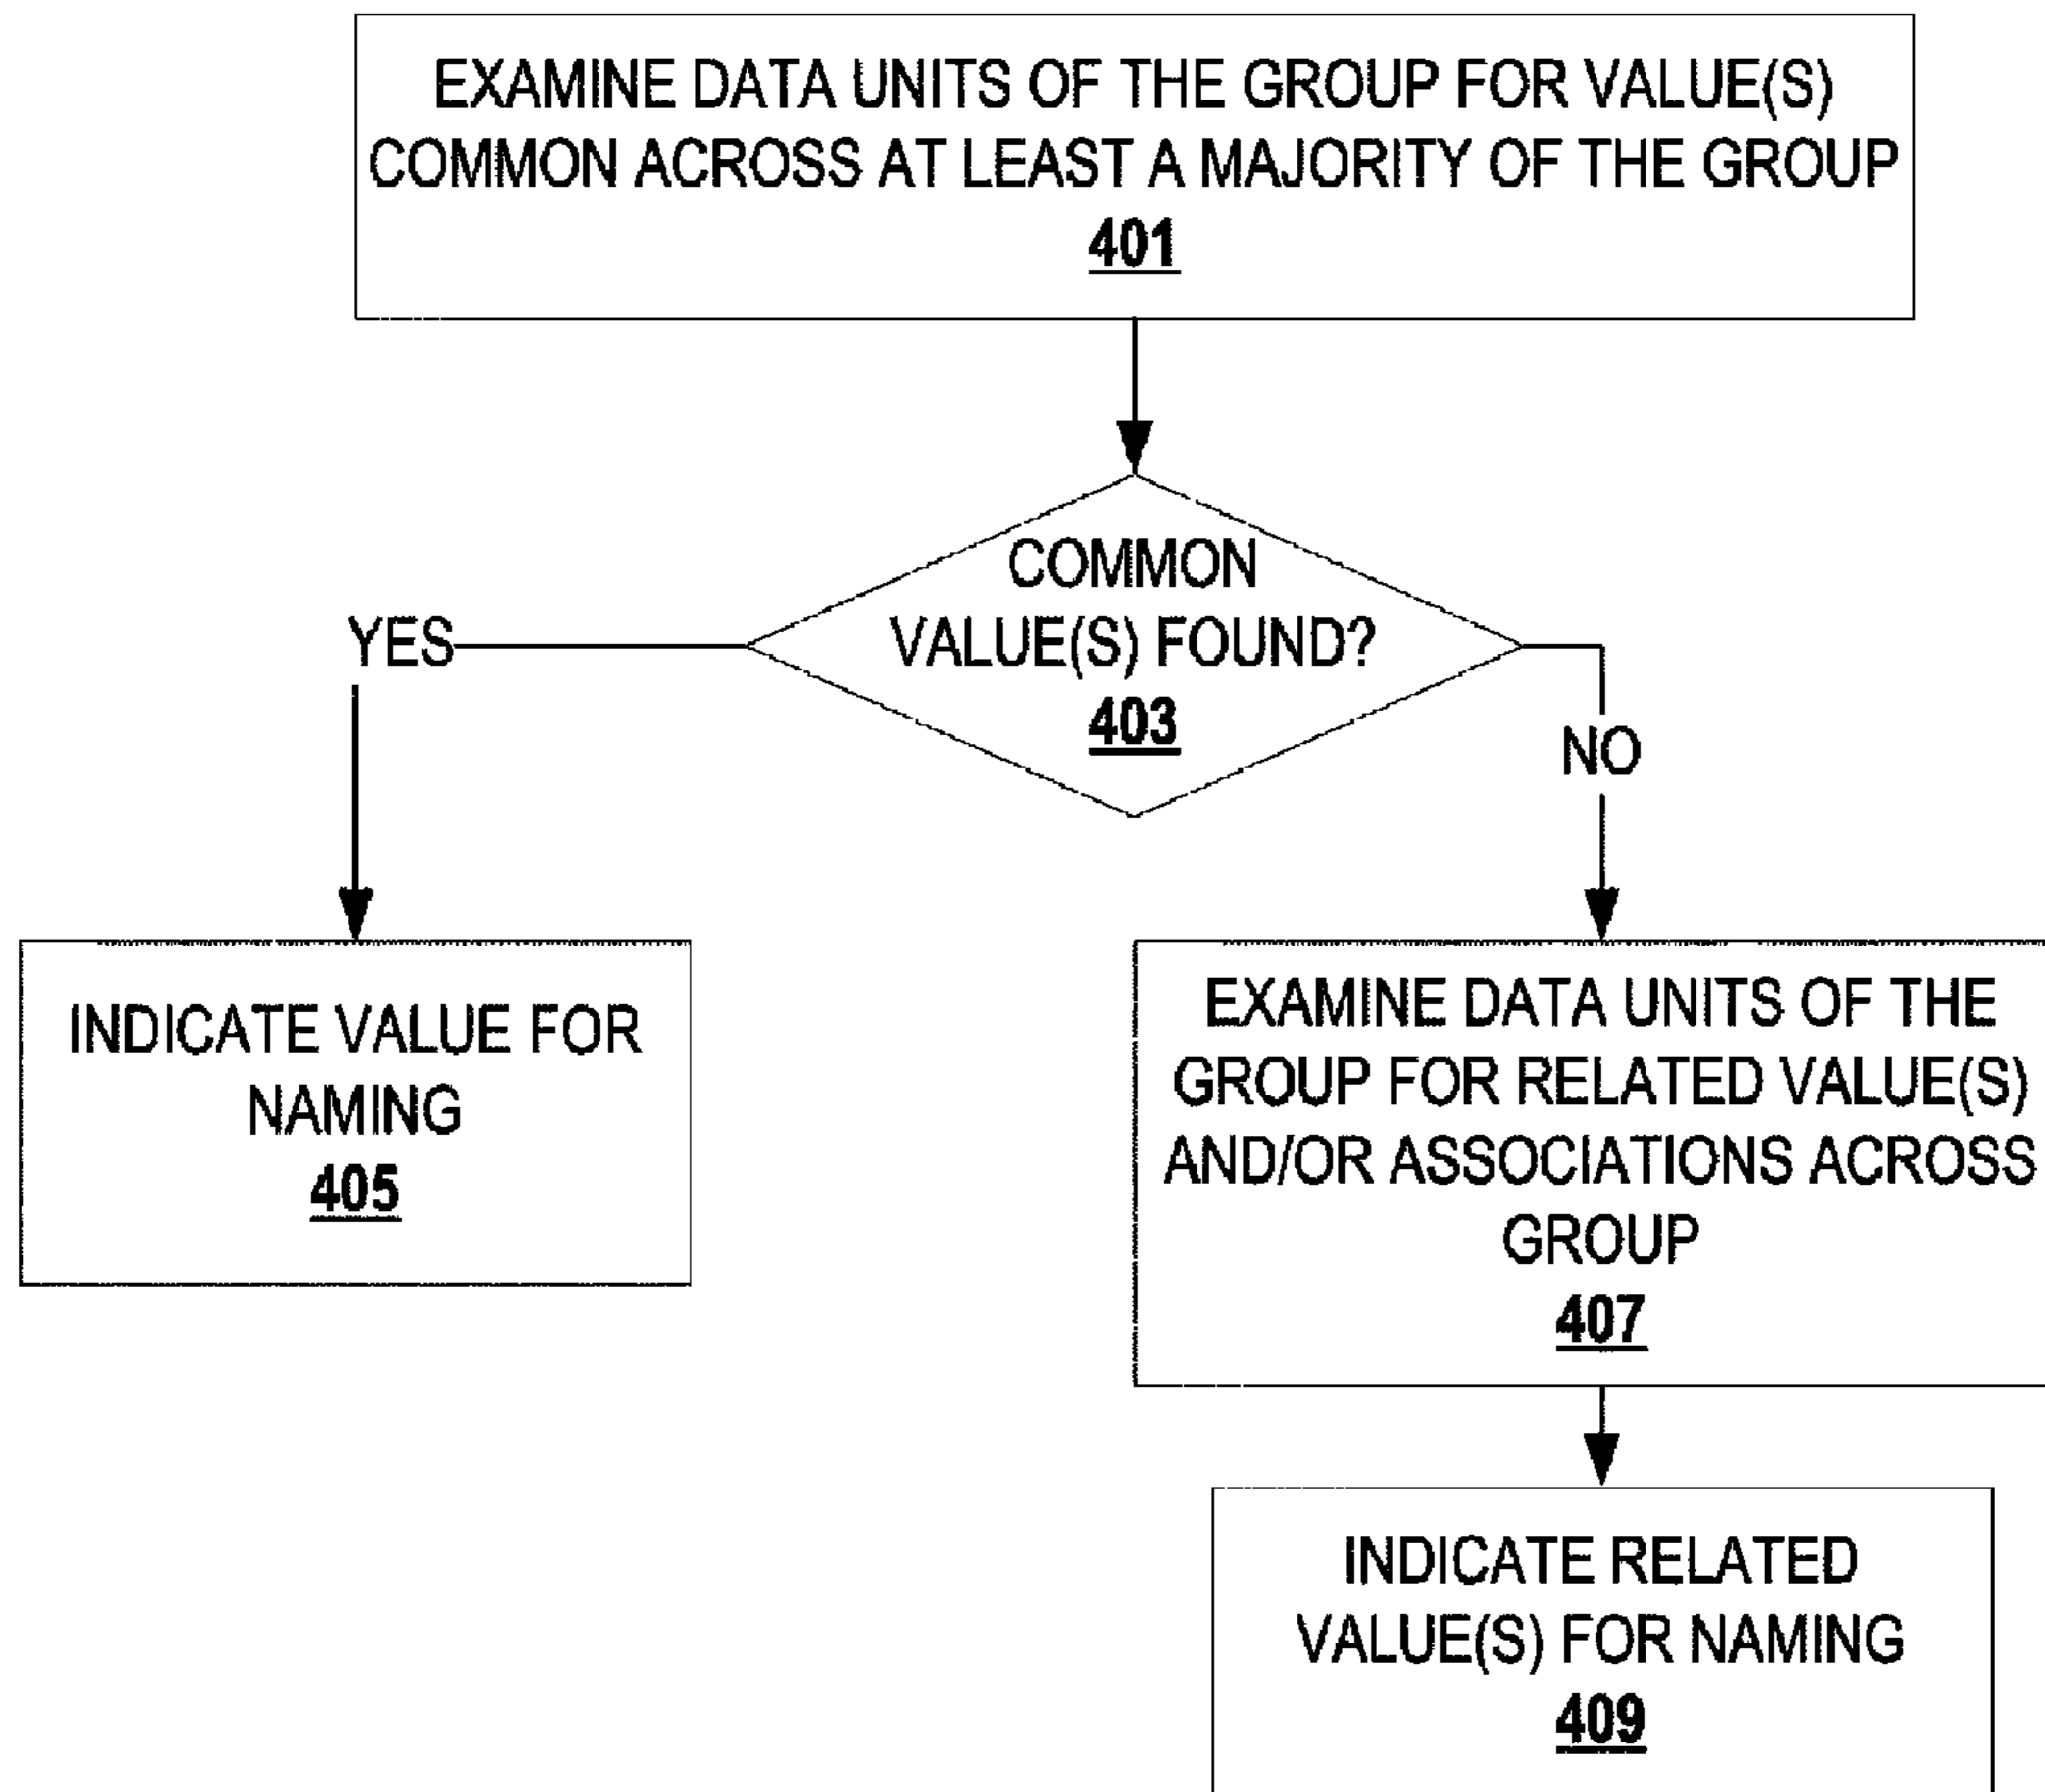 EXAMINE DATA UNITS OF THE GROUP FOR VALUE(S)
COMMON ACROSS AT LEAST A MAJORITY OF THE GROUP
401
COMMON
VALUE(S) FOUND?
403
YES
NO
INDICATE VALUE FOR
NAMING
405
EXAMINE DATA UNITS OF THE
GROUP FOR RELATED VALUE(S)
AND/OR ASSOCIATIONS ACROSS
GROUP
407
INDICATE RELATED
VALUE(S) FOR NAMING
409